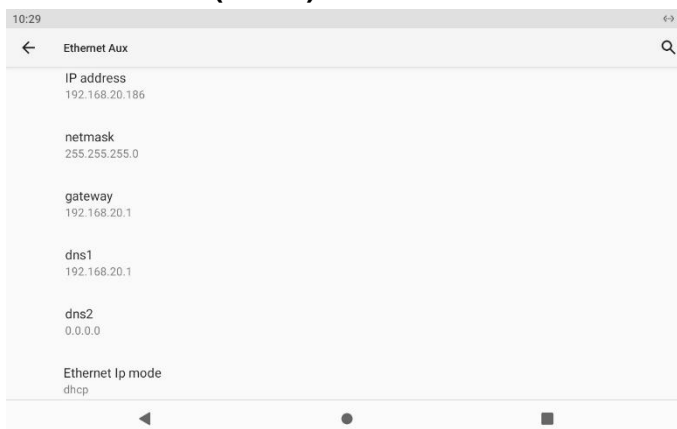 10:29
Ethernet Aux
IP address
192.168.20.186
netmask
255.255.255.0
gateway
192.168.20.1
dns1
192.168.20.1
dns2
0.0.0.0
Ethernet Ip mode
dhcp